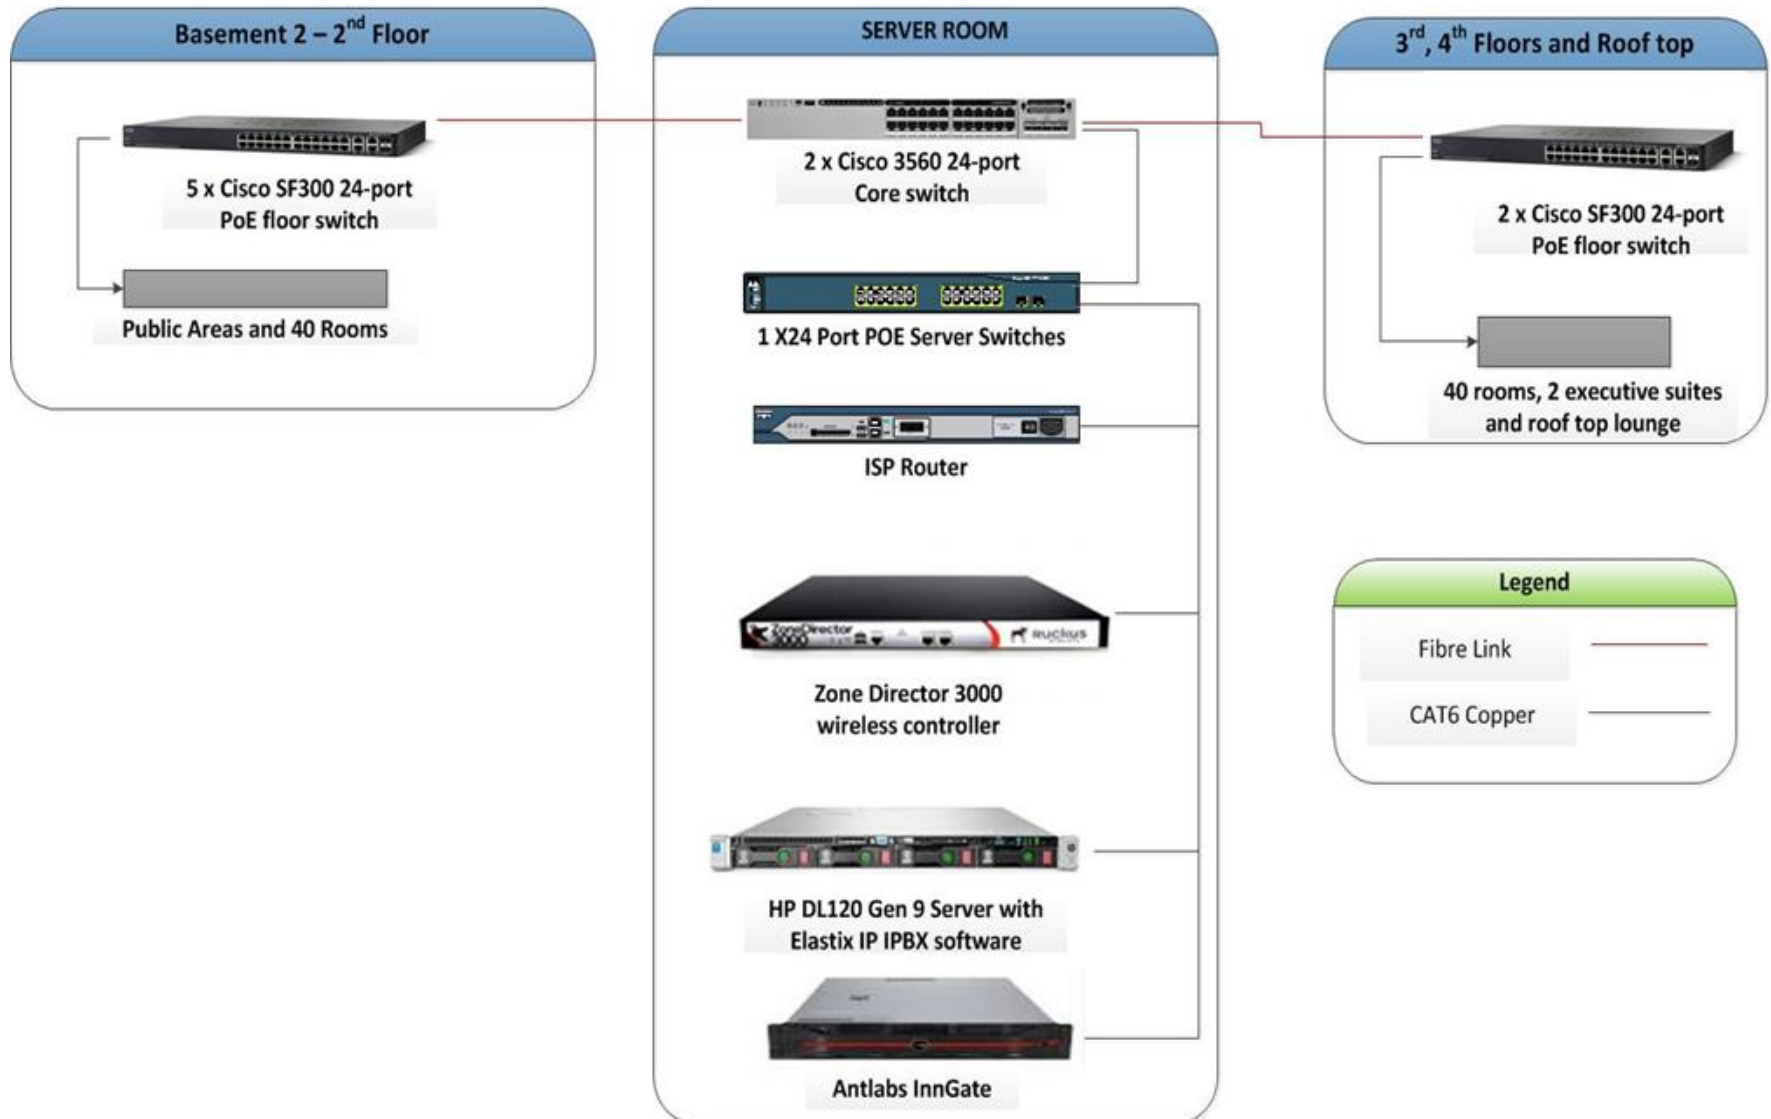 Basement 2 – 2nd Floor
5 x Cisco SF300 24-port
PoE floor switch
Public Areas and 40 Rooms
SERVER ROOM
2 x Cisco 3560 24-port
Core switch
1 X24 Port POE Server Switches
ISP Router
ZoneDirector
3000
Ruckus
Zone Director 3000
wireless controller
HP DL120 Gen 9 Server with
Elastix IP IPBX software
Antlabs InnGate
3rd, 4th Floors and Roof top
2 x Cisco SF300 24-port
PoE floor switch
40 rooms, 2 executive suites
and roof top lounge
Legend
Fibre Link
CAT6 Copper